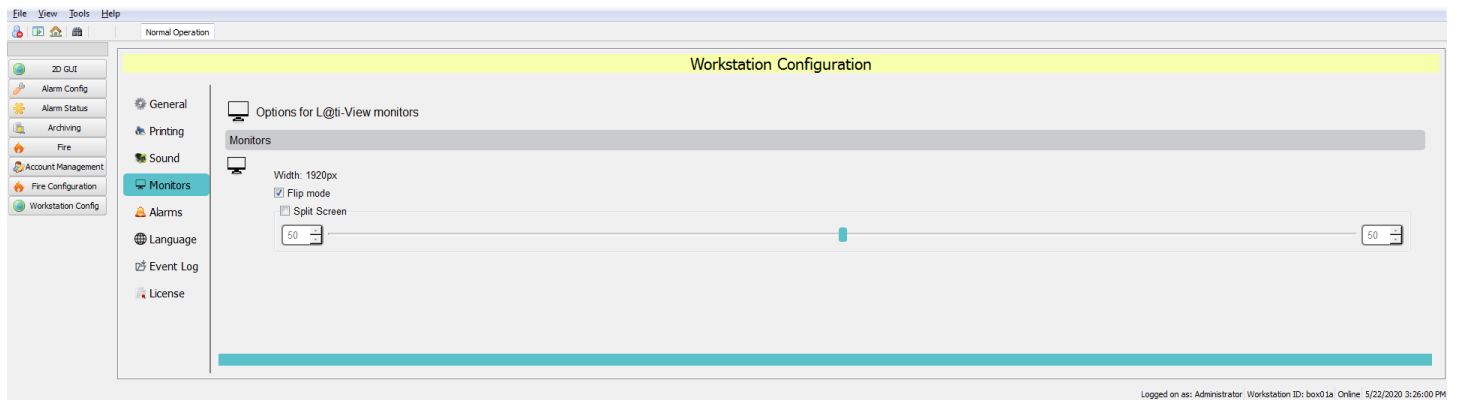 File View Tools Help
Normal Operation
2D GUI
Alarm Config
Alarm Status
Archiving
Fire
Account Management
Fire Configuration
Workstation Config
Workstation Configuration
General
Printing
Sound
Monitors
Alarms
Language
Event Log
License
Options for L@ti-View monitors
Monitors
Width: 1920px
Flip mode
Split Screen
50 50
Logged on as: Administrator Workstation ID: box01a Online 5/22/2020 3:26:00 PM